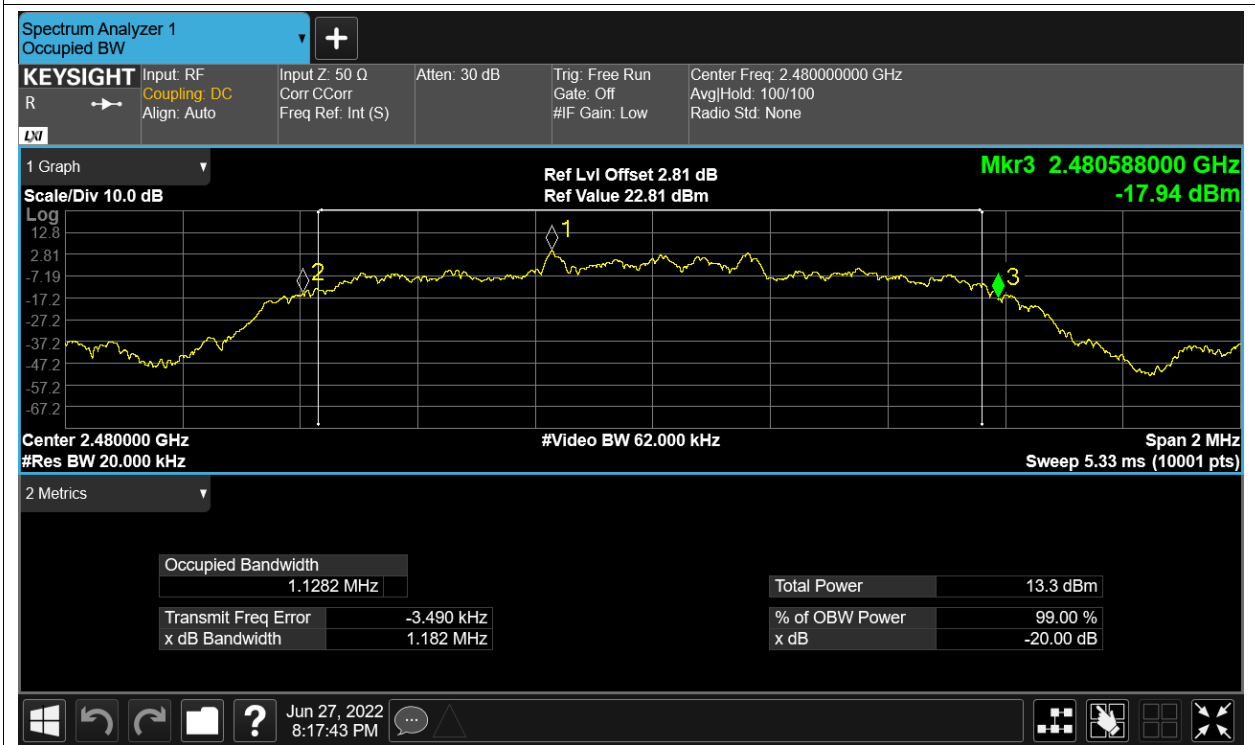 Spectrum Analyzer 1
Occupied BW
KEYSIGHT
R
LXI
Input: RF
Coupling: DC
Align: Auto
Input Z: 50 Ω
Corr CCorr
Freq Ref: Int (S)
Atten: 30 dB
Trig: Free Run
Gate: Off
#IF Gain: Low
Center Freq: 2.480000000 GHz
Avg|Hold: 100/100
Radio Std: None
1 Graph
Scale/Div 10.0 dB
Ref Lvl Offset 2.81 dB
Ref Value 22.81 dBm
Mkr3 2.480588000 GHz
-17.94 dBm
Log
12.8
2.81
-7.19
-17.2
-27.2
-37.2
-47.2
-57.2
-67.2
1
2
3
Center 2.480000 GHz
#Res BW 20.000 kHz
#Video BW 62.000 kHz
Span 2 MHz
Sweep 5.33 ms (10001 pts)
2 Metrics
Occupied Bandwidth
1.1282 MHz
Total Power 13.3 dBm
Transmit Freq Error -3.490 kHz
% of OBW Power 99.00 %
x dB Bandwidth 1.182 MHz
x dB -20.00 dB
?
Jun 27, 2022
8:17:43 PM